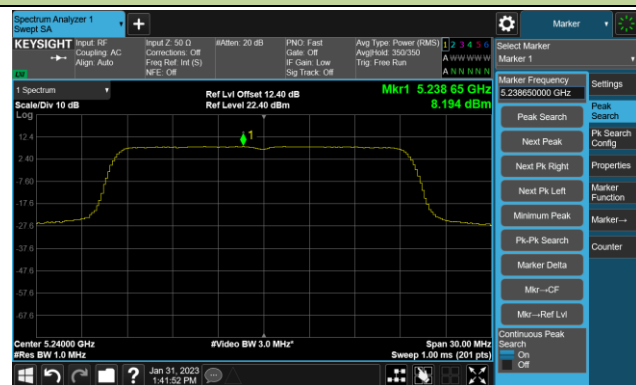 Spectrum Analyzer 1
Swept SA
Marker
KEYSIGHT
Input: RF
Coupling: AC
Align: Auto
Input Z: 50 Ω
Corrections: Off
Freq Ref: Int (S)
NFE: Off
#Atten: 20 dB
PNO: Fast
Gate: Off
IF Gain: Low
Sig Track: Off
Avg Type: Power (RMS)
Avg|Hold: 350/350
Trig: Free Run
1 2 3 4 5 6
A W W W W W
A N N N N N
LW
Select Marker
Marker 1
1 Spectrum
Scale/Div 10 dB
Log
Ref Lvl Offset 12.40 dB
Ref Level 22.40 dBm
Mkr1 5.238 65 GHz
8.194 dBm
1
12.4
2.40
-7.60
-17.6
-27.6
-37.6
-47.6
-57.6
-67.6
Center 5.24000 GHz
#Res BW 1.0 MHz
#Video BW 3.0 MHz*
Span 30.00 MHz
Sweep 1.00 ms (201 pts)
Marker Frequency
5.238650000 GHz
Peak Search
Next Peak
Next Pk Right
Next Pk Left
Minimum Peak
Pk-Pk Search
Marker Delta
Mkr→CF
Mkr→Ref Lvl
Continuous Peak
Search
On
Off
Settings
Peak
Search
Pk Search
Config
Properties
Marker
Function
Marker→
Counter
?
Jan 31, 2023
1:41:52 PM